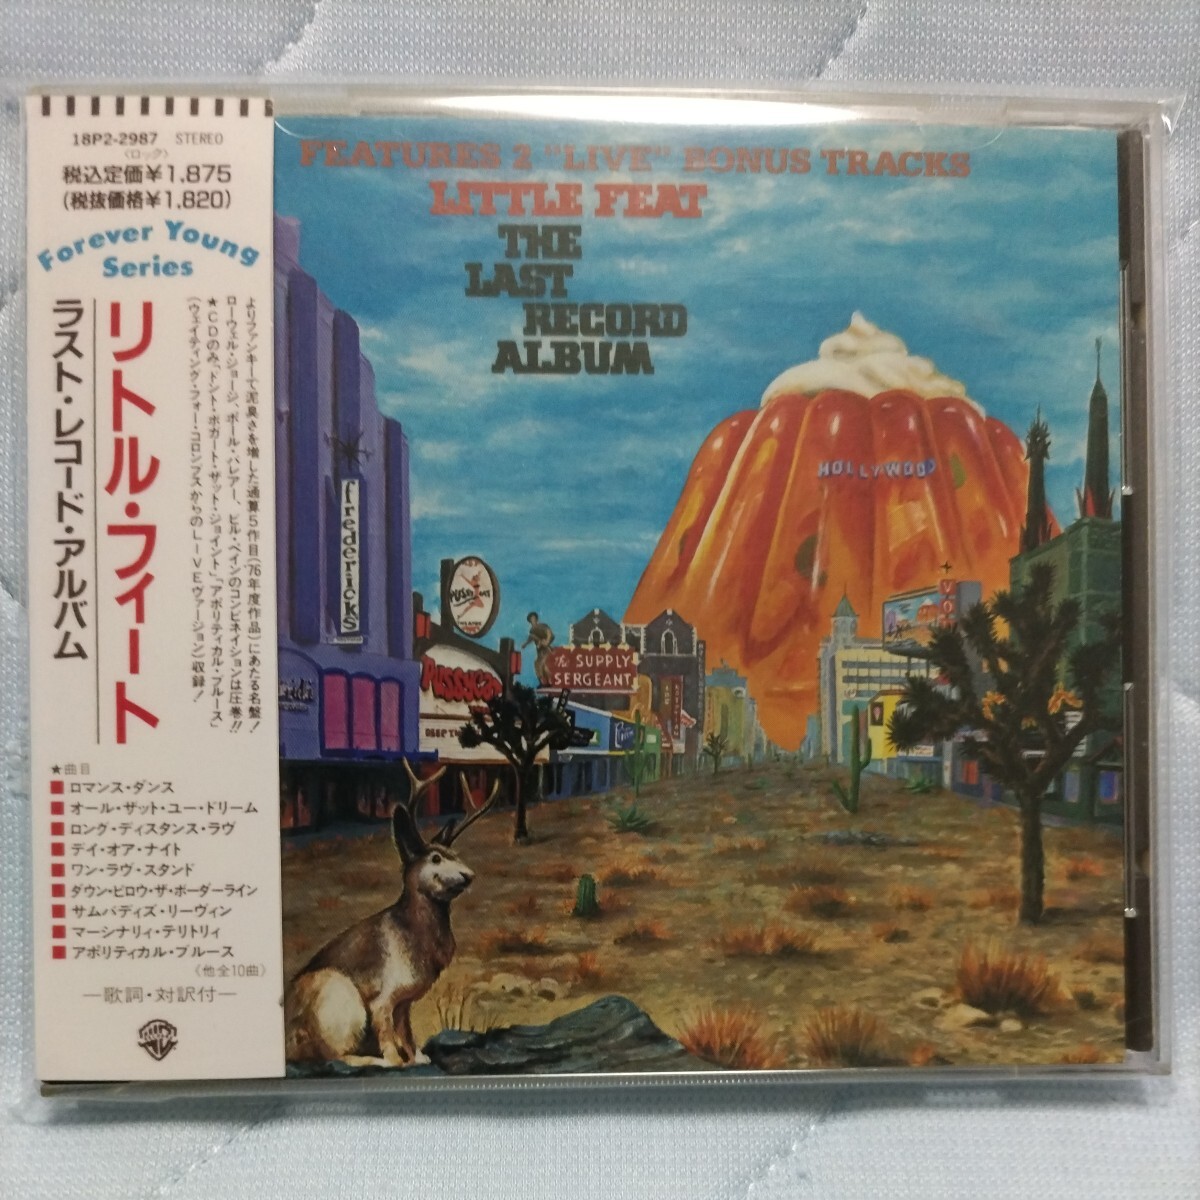 18P2-2987 STEREO
〈ロック〉
税込定価¥1,875
(税抜価格¥1,820)
Forever Young
Series
リトル・フィート
ラスト・レコード・アルバム
よりファンキーで泥臭さを増した通算5作目(76年度作品)にあたる名盤!
ローウェル・ジョージ、ポール・バレアー、ビル・ペインのコンビネイションは圧巻!!
★CDのみ、「ドント・ボガート・ザット・ジョイント」「アポリティカル・ブルース」
(ウェイティング・フォー・コロンブスからのLIVEヴァージョン)収録!
★曲目
ロマンス・ダンス
オール・ザット・ユー・ドリーム
ロング・ディスタンス・ラヴ
デイ・オア・ナイト
ワン・ラヴ・スタンド
ダウン・ビロウ・ザ・ボーダーライン
サムバディズ・リーヴィン
マーシナリィ・テリトリィ
アポリティカル・ブルース
〈他全10曲〉
—歌詞・対訳付—
FEATURES 2 "LIVE" BONUS TRACKS
LITTLE FEAT
THE
LAST
RECORD
ALBUM
HOLLYWOOD
fredericks
PUSSYCAT
DEEP
The SUPPLY
SERGEANT